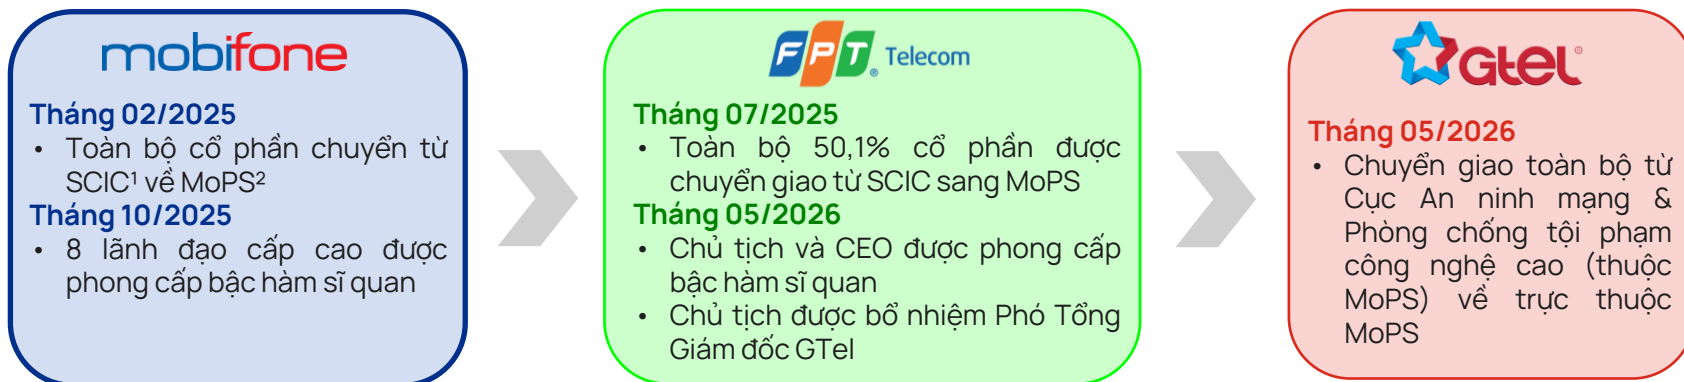 mobifone
Tháng 02/2025
• Toàn bộ cổ phần chuyển từ
SCIC¹ về MoPS²
Tháng 10/2025
• 8 lãnh đạo cấp cao được
phong cấp bậc hàm sĩ quan
FPT Telecom
Tháng 07/2025
• Toàn bộ 50,1% cổ phần được
chuyển giao từ SCIC sang MoPS
Tháng 05/2026
• Chủ tịch và CEO được phong cấp
bậc hàm sĩ quan
• Chủ tịch được bổ nhiệm Phó Tổng
Giám đốc GTel
Gtel®
Tháng 05/2026
• Chuyển giao toàn bộ từ
Cục An ninh mạng &
Phòng chống tội phạm
công nghệ cao (thuộc
MoPS) về trực thuộc
MoPS